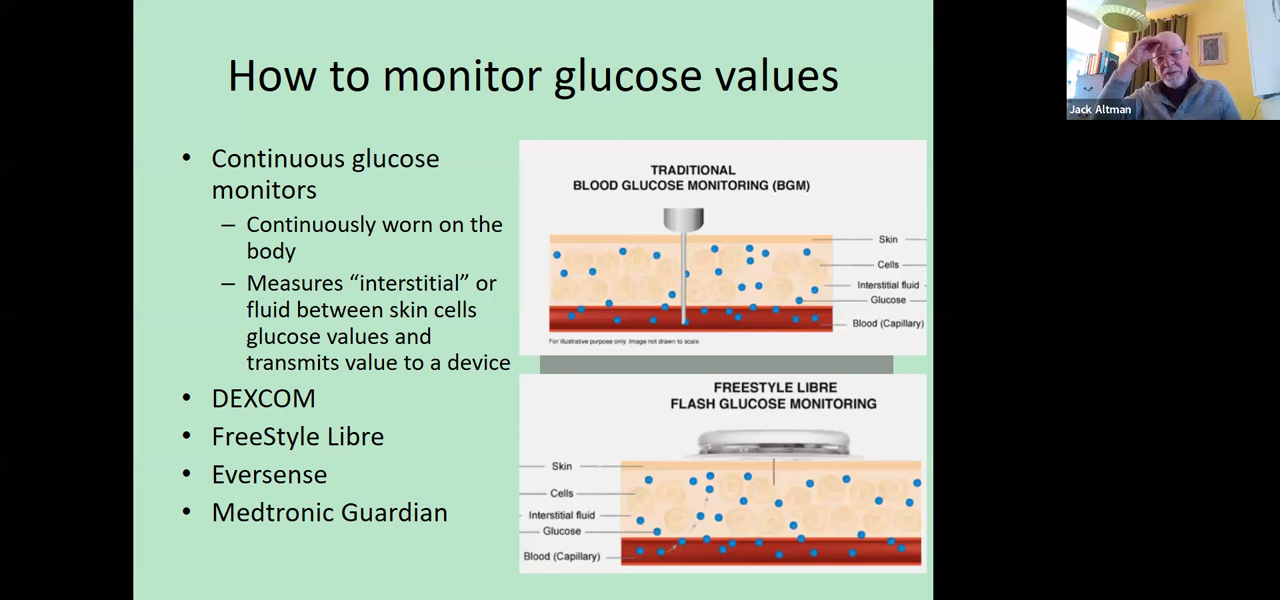 How to monitor glucose values
• Continuous glucose
monitors
– Continuously worn on the
body
– Measures “interstitial” or
fluid between skin cells
glucose values and
transmits value to a device
• DEXCOM
• FreeStyle Libre
• Eversense
• Medtronic Guardian
TRADITIONAL
BLOOD GLUCOSE MONITORING (BGM)
Skin
Cells
Interstitial fluid
Glucose
Blood (Capillary)
For illustrative purpose only. Image not drawn to scale.
FREESTYLE LIBRE
FLASH GLUCOSE MONITORING
Skin
Cells
Interstitial fluid
Glucose
Blood (Capillary)
Jack Altman